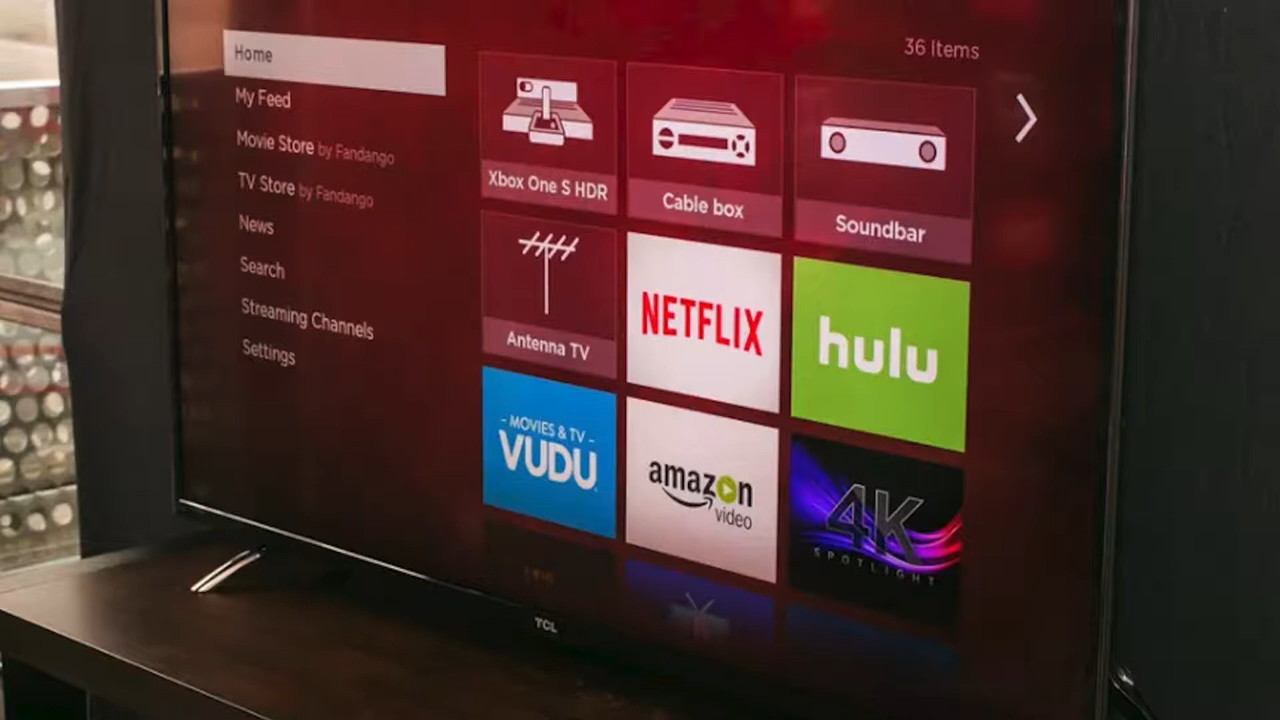 Home
My Feed
Movie Store by Fandango
TV Store by Fandango
News
Search
Streaming Channels
Settings
36 Items
Xbox One S HDR
Cable box
Soundbar
Antenna TV
NETFLIX
hulu
- MOVIES & TV -
VUDU
amazon
video
4K
SPOTLIGHT
TCL